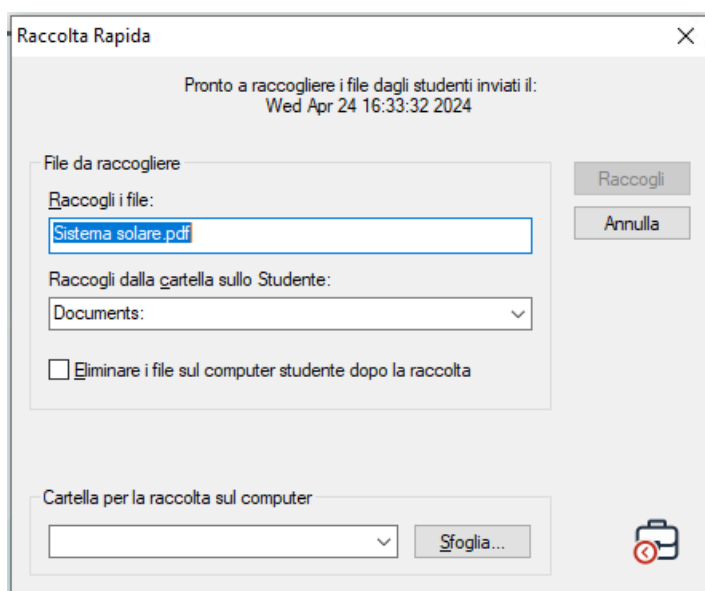 Raccolta Rapida
Pronto a raccogliere i file dagli studenti inviati il:
Wed Apr 24 16:33:32 2024
File da raccogliere
Raccogli i file:
Sistema solare.pdf
Raccogli dalla cartella sullo Studente:
Documents:
Eliminare i file sul computer studente dopo la raccolta
Raccogli
Annulla
Cartella per la raccolta sul computer
Sfoglia...